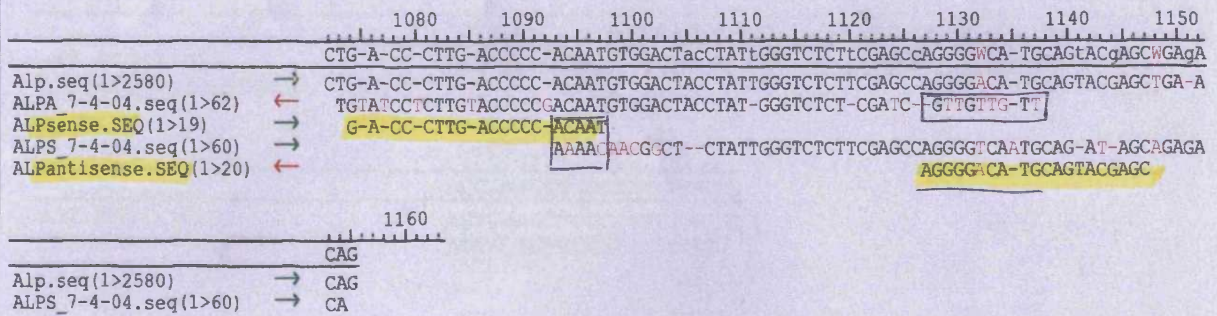 1080 1090 1100 1110 1120 1130 1140 1150
CTG-A-CC-CTTG-ACCCCC-ACAATGTGGACTacCTATtGGGTCTCTtCGAGCcAGGGGWCA-TGCAGtACgAGCWGAgA
Alp.seq(1>2580) → CTG-A-CC-CTTG-ACCCCC-ACAATGTGGACTACCTATTGGGTCTCTTCGAGCCAGGGGACA-TGCAGTACGAGCTGA-A
ALPA_7-4-04.seq(1>62) ← TGTATCCTCTTGTACCCCCGACAATGTGGACTACCTAT-GGGTCTCT-CGATC-FGTTGTTG-TT
ALPsense.SEQ(1>19) → G-A-CC-CTTG-ACCCCC-ACAAT
ALPS_7-4-04.seq(1>60) → AAAACAACGGCT--CTATTGGGTCTCTTCGAGCCAGGGGTCAATGCAG-AT-AGCAGAGA
ALPantisense.SEQ(1>20) ← AGGGGACA-TGCAGTACGAGC
1160
CAG
Alp.seq(1>2580) → CAG
ALPS_7-4-04.seq(1>60) → CA